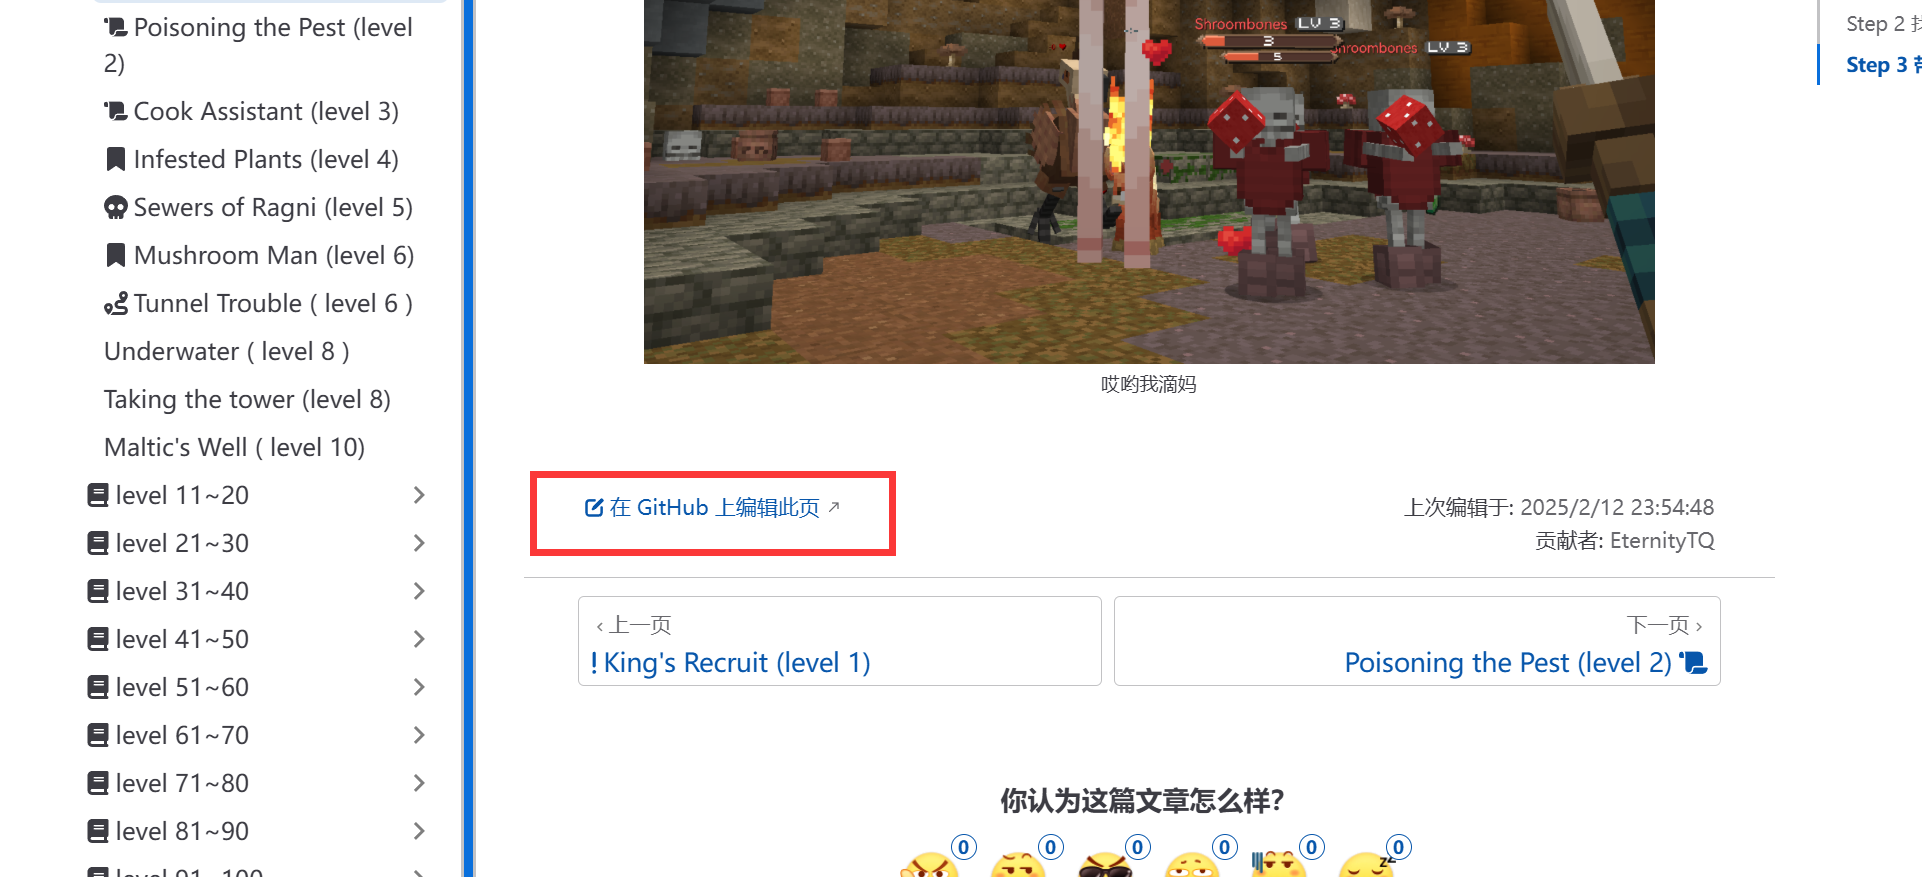 Poisoning the Pest (level
2)
Cook Assistant (level 3)
Infested Plants (level 4)
Sewers of Ragni (level 5)
Mushroom Man (level 6)
Tunnel Trouble ( level 6 )
Underwater ( level 8 )
Taking the tower (level 8)
Maltic's Well ( level 10)
level 11~20
level 21~30
level 31~40
level 41~50
level 51~60
level 61~70
level 71~80
level 81~90
level 91~100
Shroombones LV 3
3
hroombones LV 3
5
哎哟我滴妈
在 GitHub 上编辑此页
上次编辑于: 2025/2/12 23:54:48
贡献者: EternityTQ
‹ 上一页
! King's Recruit (level 1)
下一页 ›
Poisoning the Pest (level 2)
你认为这篇文章怎么样?
0 0 0 0 0 0
zz
Step 2
Step 3